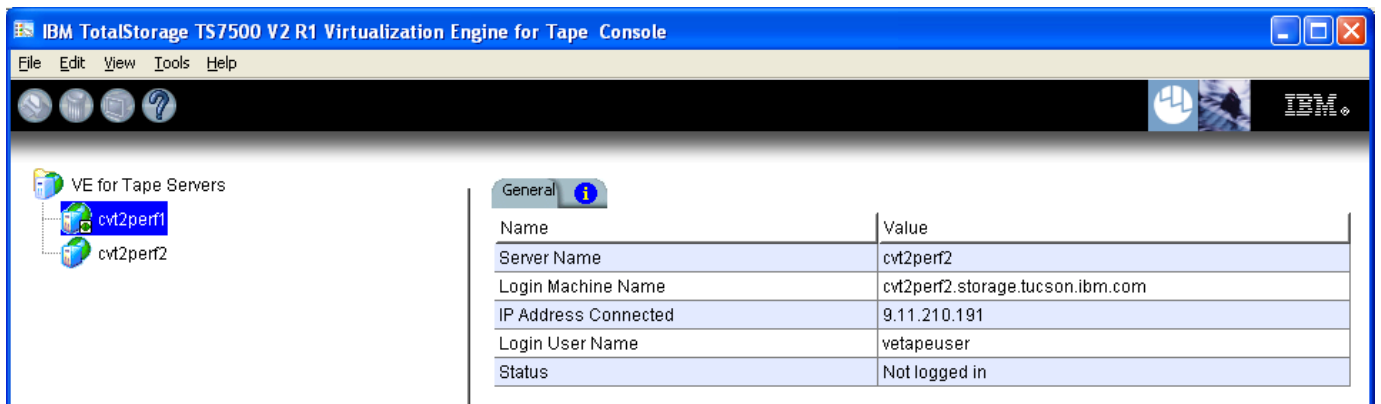 IBM TotalStorage TS7500 V2 R1 Virtualization Engine for Tape Console
File Edit View Tools Help
IBM®
VE for Tape Servers
cvt2perf1
cvt2perf2
General
Name Value
Server Name cvt2perf2
Login Machine Name cvt2perf2.storage.tucson.ibm.com
IP Address Connected 9.11.210.191
Login User Name vetapeuser
Status Not logged in